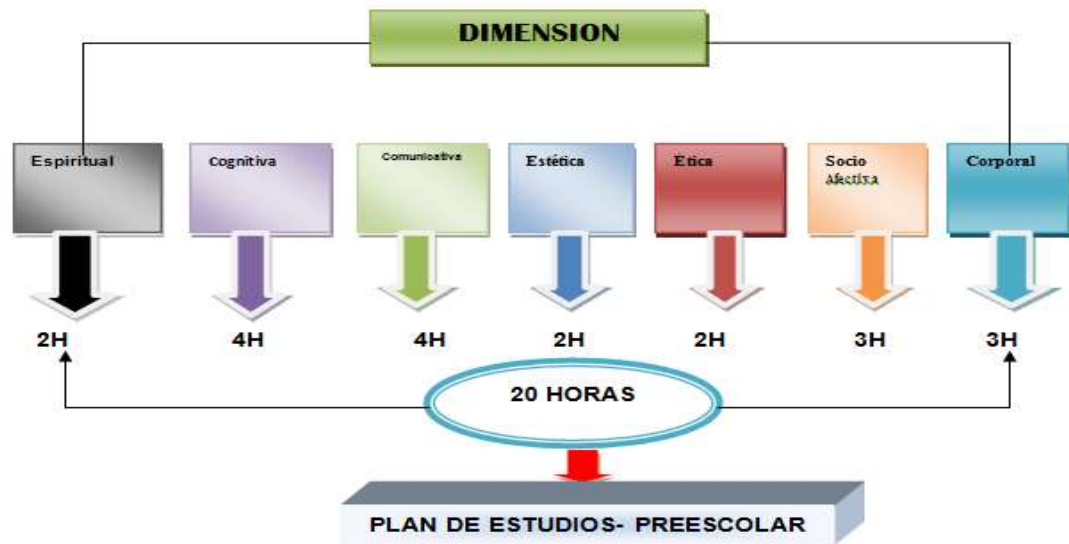 DIMENSION
Espiritual
Cognitiva
Comunicativa
Estética
Ética
Socio
Afectiva
Corporal
2H
4H
4H
2H
2H
3H
3H
20 HORAS
PLAN DE ESTUDIOS- PREESCOLAR